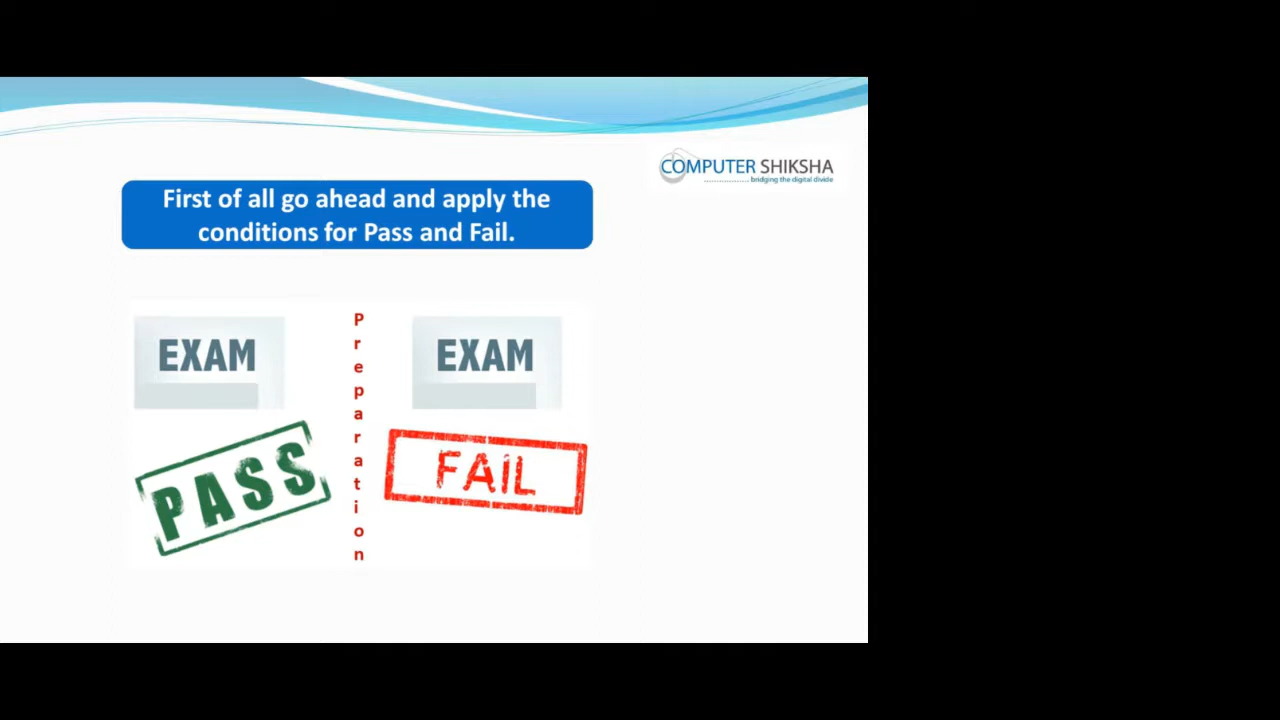 COMPUTER SHIKSHA
..................bridging the digital divide
First of all go ahead and apply the
conditions for Pass and Fail.
EXAM
PASS
Preparation
EXAM
FAIL